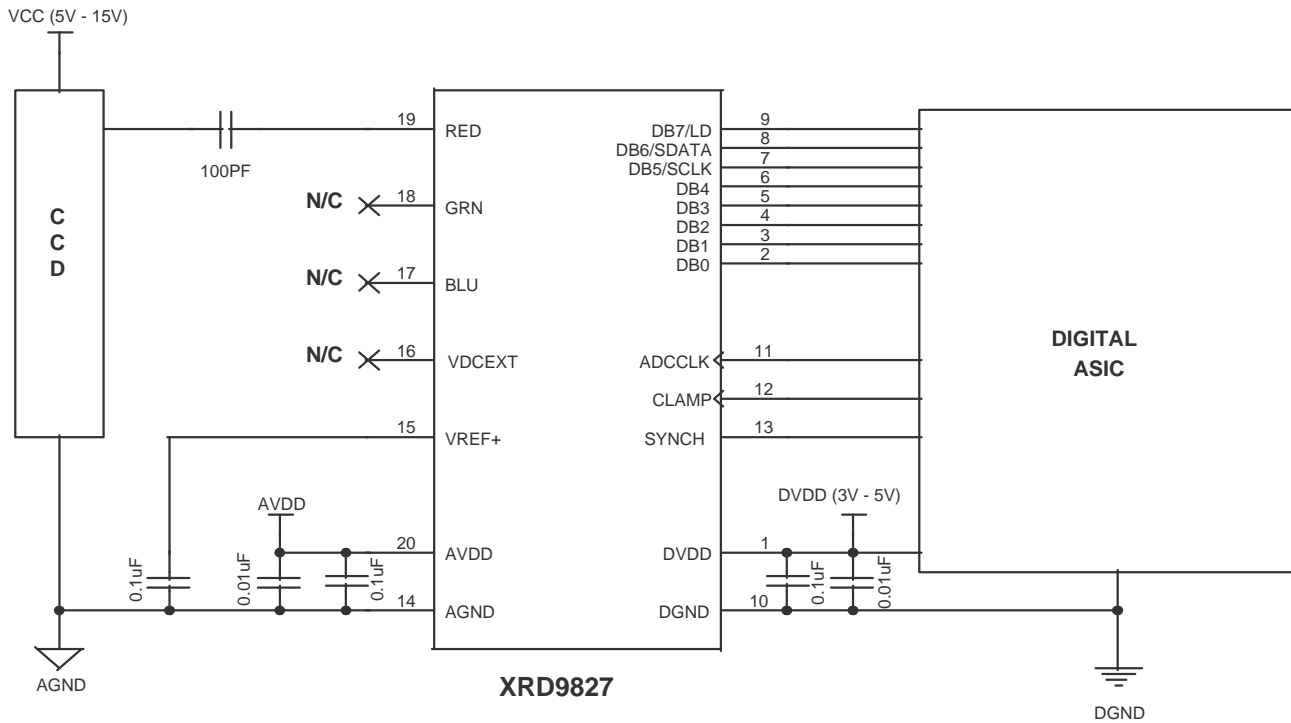 VCC (5V - 15V)
C
C
D
100PF
19
RED
N/C
18
GRN
N/C
17
BLU
N/C
16
VDCEXT
15
VREF+
AVDD
20
AVDD
14
AGND
0.1uF
0.01uF
0.1uF
AGND
XRD9827
DB7/LD
9
DB6/SDATA
8
DB5/SCLK
7
DB4
6
DB3
5
DB2
4
DB1
3
DB0
2
ADCCLK
11
CLAMP
12
SYNCH
13
DVDD (3V - 5V)
DVDD
1
DGND
10
0.1uF
0.01uF
DIGITAL
ASIC
DGND